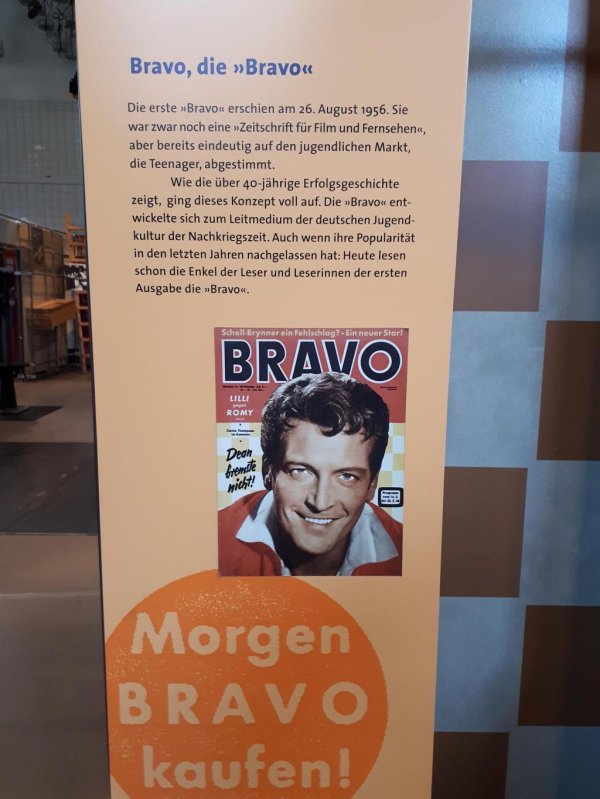 Bravo, die »Bravo«
Die erste »Bravo« erschien am 26. August 1956. Sie
war zwar noch eine »Zeitschrift für Film und Fernsehen«,
aber bereits eindeutig auf den jugendlichen Markt,
die Teenager, abgestimmt.
Wie die über 40-jährige Erfolgsgeschichte
zeigt, ging dieses Konzept voll auf. Die »Bravo« ent-
wickelte sich zum Leitmedium der deutschen Jugend-
kultur der Nachkriegszeit. Auch wenn ihre Popularität
in den letzten Jahren nachgelassen hat: Heute lesen
schon die Enkel der Leser und Leserinnen der ersten
Ausgabe die »Bravo«.
Schell-Brynner ein Fehlschlag? - Ein neuer Star!
BRAVO
LILLI
gegen
ROMY
Carlos Thompson
Dean
bremste
nicht!
Programm
Morgen
BRAVO
kaufen!